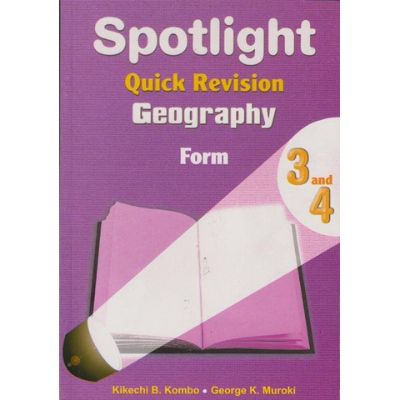 Spotlight
Quick Revision
Geography
Form
3 and 4
Kikechi B. Kombo • George K. Muroki